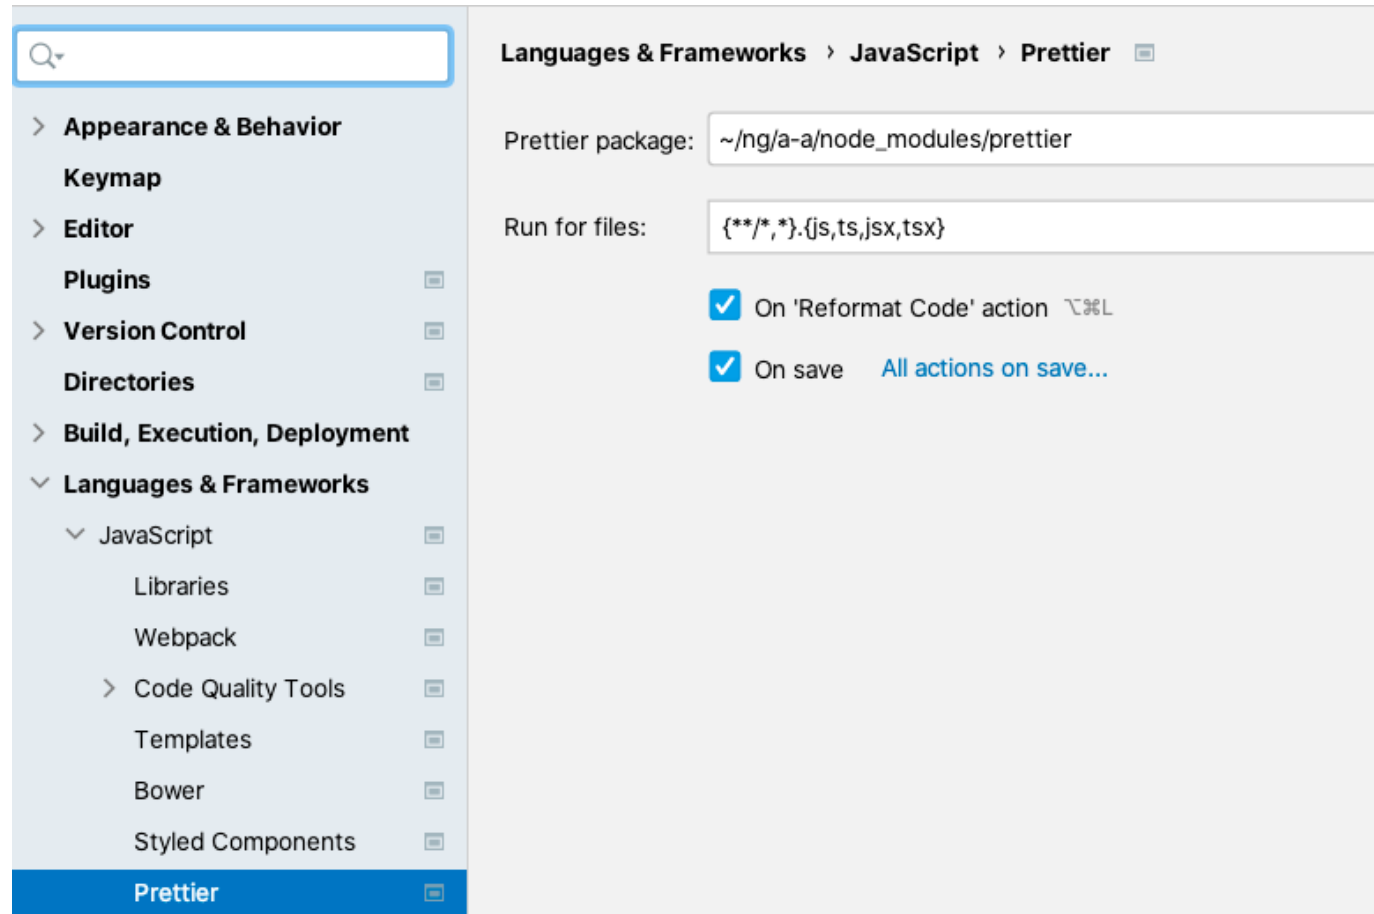 Appearance & Behavior
Keymap
Editor
Plugins
Version Control
Directories
Build, Execution, Deployment
Languages & Frameworks
JavaScript
Libraries
Webpack
Code Quality Tools
Templates
Bower
Styled Components
Prettier
Languages & Frameworks › JavaScript › Prettier
Prettier package: ~/ng/a-a/node_modules/prettier
Run for files: {**/*,*}.{js,ts,jsx,tsx}
On 'Reformat Code' action ⌥⌘L
On save All actions on save...